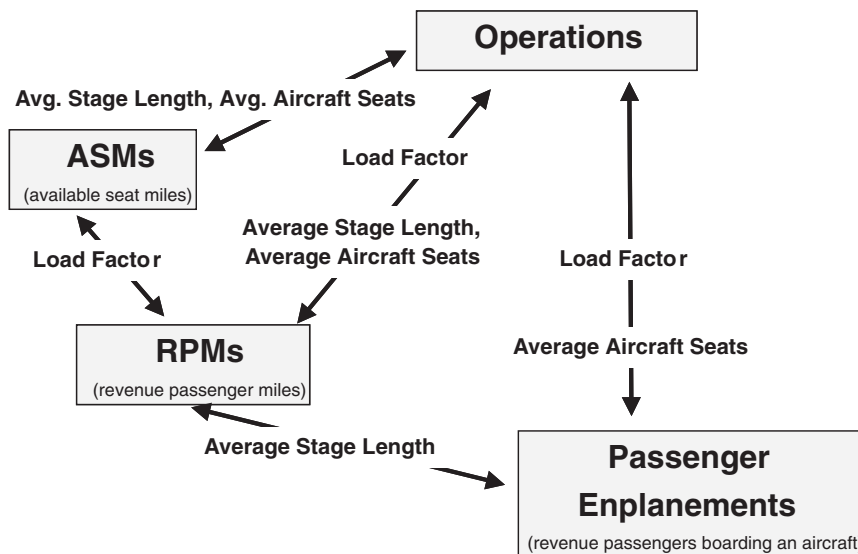 Operations
Avg. Stage Length, Avg. Aircraft Seats
ASMs
(available seat miles)
Load Factor
Average Stage Length,
Average Aircraft Seats
Load Factor
Load Factor
RPMs
(revenue passenger miles)
Average Aircraft Seats
Average Stage Length
Passenger
Enplanements
(revenue passengers boarding an aircraft